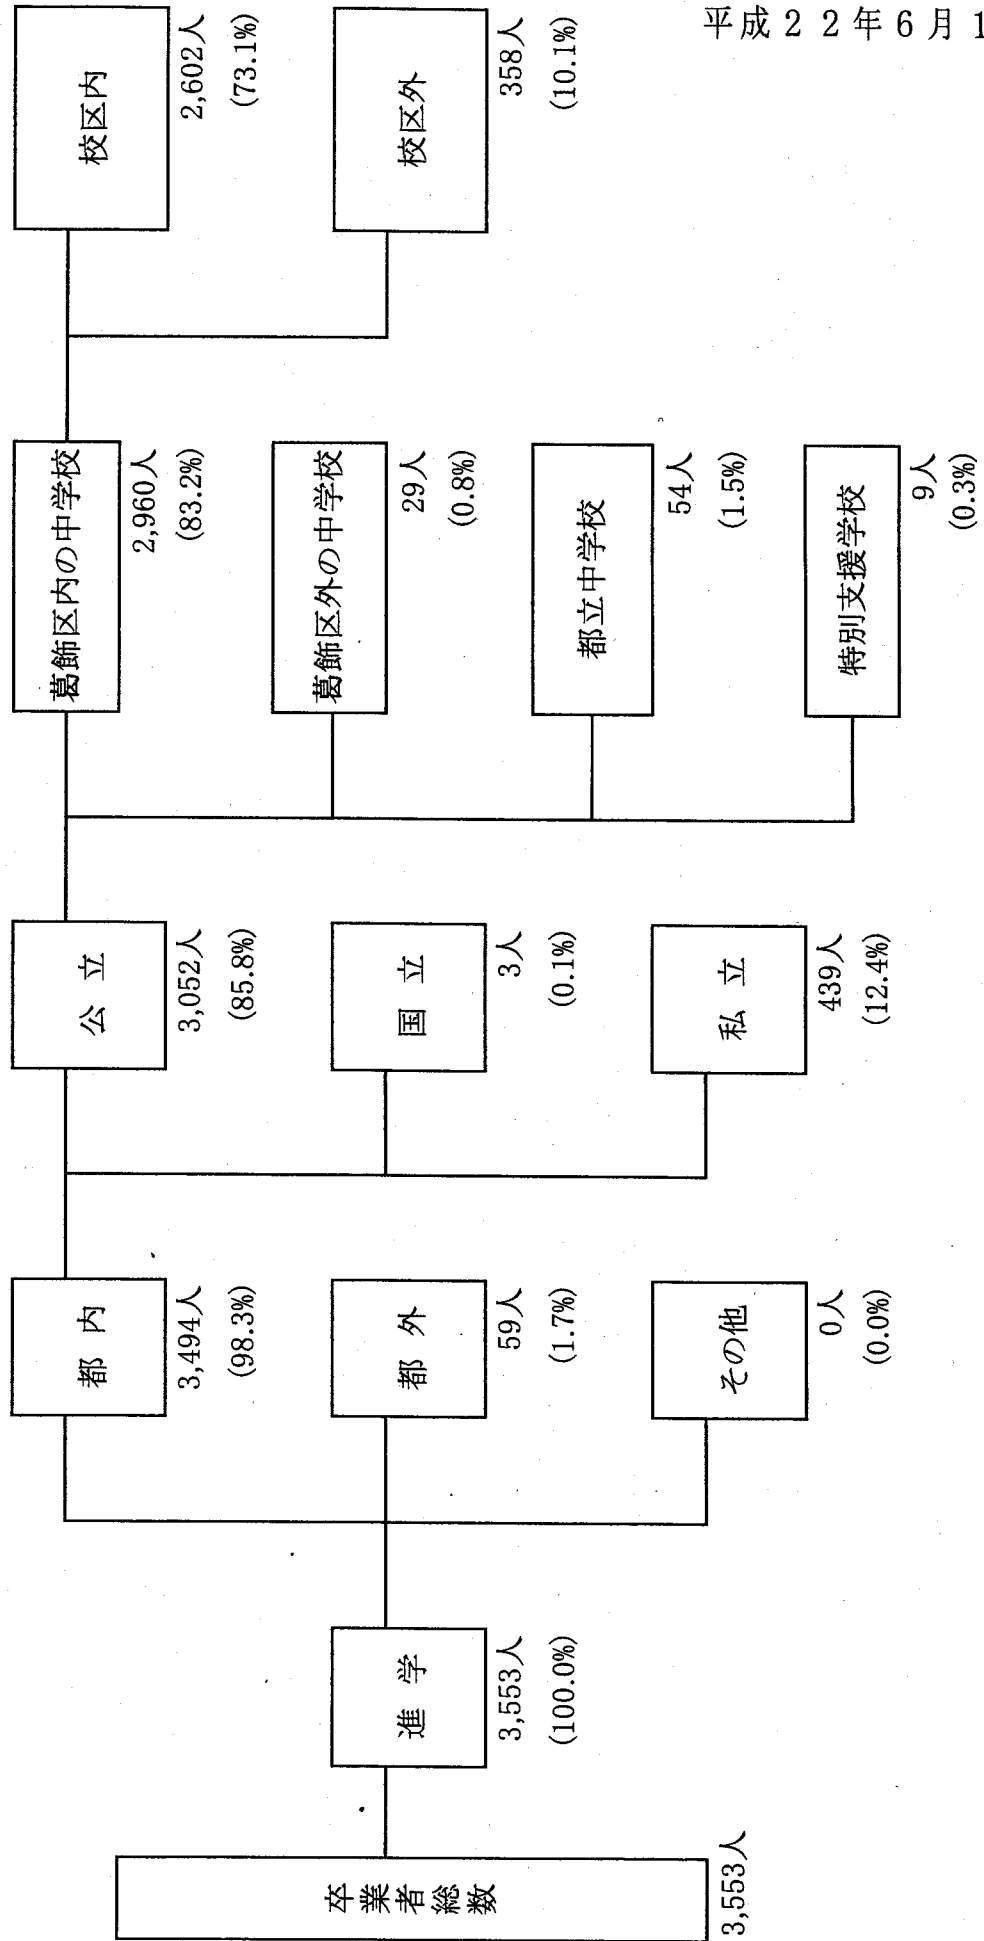 平成２２年６月１
卒業者総数
3,553人
進学
3,553人
(100.0%)
都内
3,494人
(98.3%)
都外
59人
(1.7%)
その他
0人
(0.0%)
公立
3,052人
(85.8%)
国立
3人
(0.1%)
私立
439人
(12.4%)
葛飾区内の中学校
2,960人
(83.2%)
葛飾区外の中学校
29人
(0.8%)
都立中学校
54人
(1.5%)
特別支援学校
9人
(0.3%)
校区内
2,602人
(73.1%)
校区外
358人
(10.1%)